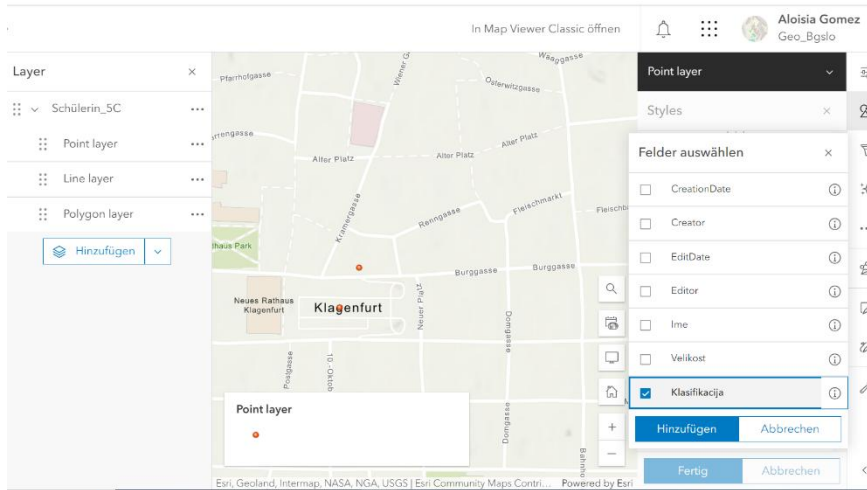 In Map Viewer Classic öffnen
Aloisia Gomez
Geo_Bgslo
Layer
Schülerin_5C
Point layer
Line layer
Polygon layer
Hinzufügen
Pfarrhofgasse
Wiener
Waaggasse
Osterwitzgasse
Alter Platz
Alter Platz
Alter Platz
Kramergasse
Renngasse
Fleischmarkt
Burggasse
Burggasse
Neues Rathaus
Klagenfurt
Klagenfurt
Neuer Platz
Domgasse
Postgasse
Domgasse
Point layer
Esri, Geoland, Intermap, NASA, NGA, USGS | Esri Community Maps Contri...
Powered by Esri
Point layer
Styles
Felder auswählen
CreationDate
Creator
EditDate
Editor
Ime
Velikost
Klasifikacija
Hinzufügen
Abbrechen
Fertig
Abbrechen